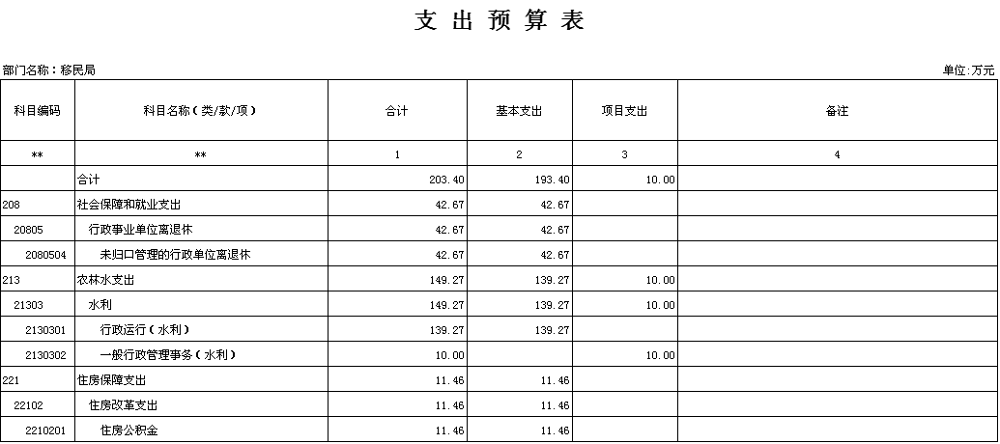 支出预算表
部门名称：移民局 单位:万元
科目编码 科目名称（类/款/项） 合计 基本支出 项目支出 备注
** ** 1 2 3 4
合计 203.40 193.40 10.00
208 社会保障和就业支出 42.67 42.67
20805 行政事业单位离退休 42.67 42.67
2080504 未归口管理的行政单位离退休 42.67 42.67
213 农林水支出 149.27 139.27 10.00
21303 水利 149.27 139.27 10.00
2130301 行政运行（水利） 139.27 139.27
2130302 一般行政管理事务（水利） 10.00 10.00
221 住房保障支出 11.46 11.46
22102 住房改革支出 11.46 11.46
2210201 住房公积金 11.46 11.46